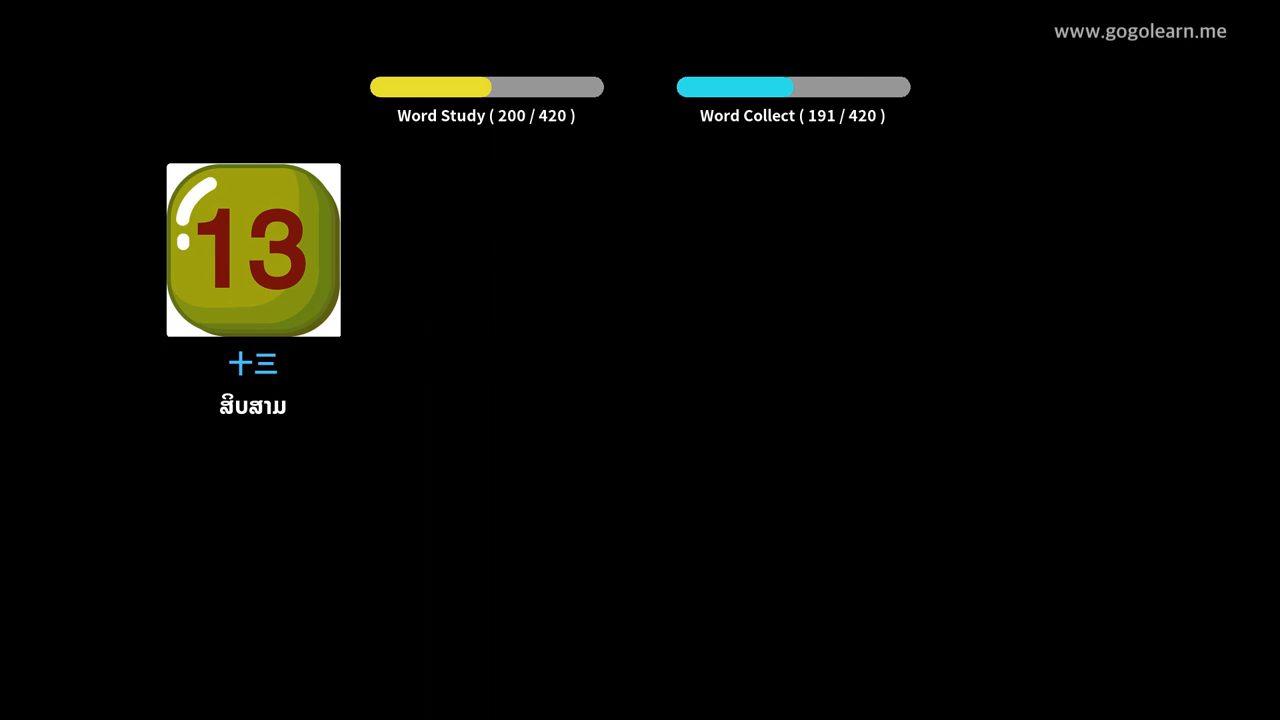 www.gogolearn.me
Word Study ( 200 / 420 )
Word Collect ( 191 / 420 )
13
十三
ສິບສາມ